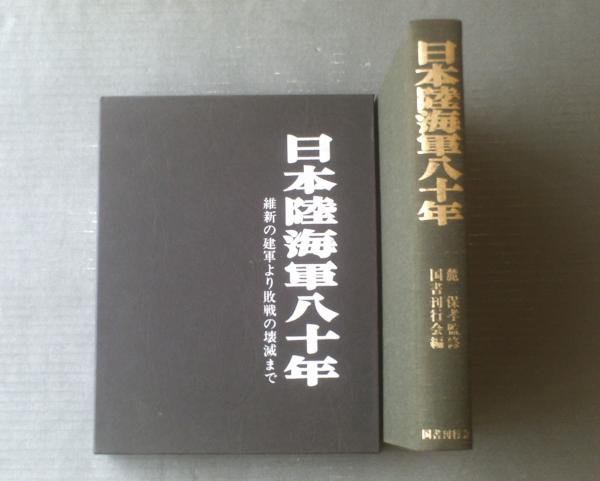 日本陸海軍八十年
維新の建軍より敗戦の壊滅まで
日本陸海軍八十年
麓 保孝監修
国書刊行会編
国書刊行会